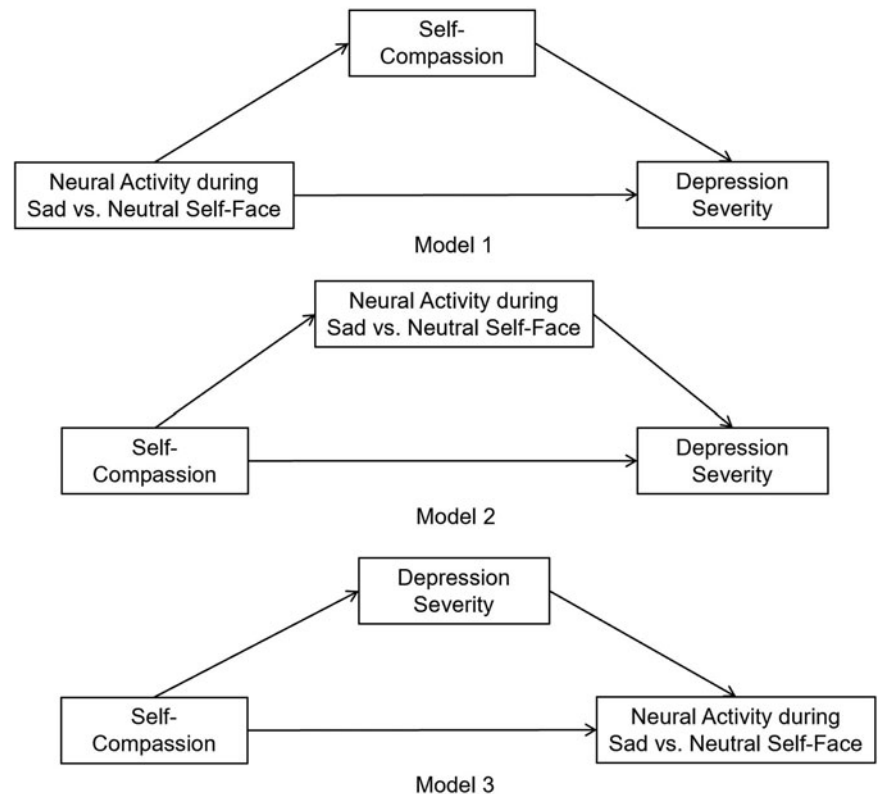 Self-
Compassion
Neural Activity during
Sad vs. Neutral Self-Face
Depression
Severity
Model 1
Neural Activity during
Sad vs. Neutral Self-Face
Self-
Compassion
Depression
Severity
Model 2
Depression
Severity
Self-
Compassion
Neural Activity during
Sad vs. Neutral Self-Face
Model 3